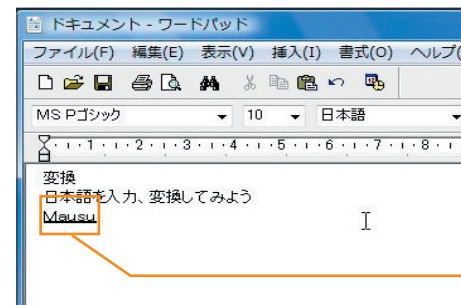 ドキュメント - ワードパッド
ファイル(F) 編集(E) 表示(V) 挿入(I) 書式(O) ヘルプ(
MS Pゴシック 10 日本語
1 2 3 4 5 6 7 8
変換
日本語を入力、変換してみよう
Mausu